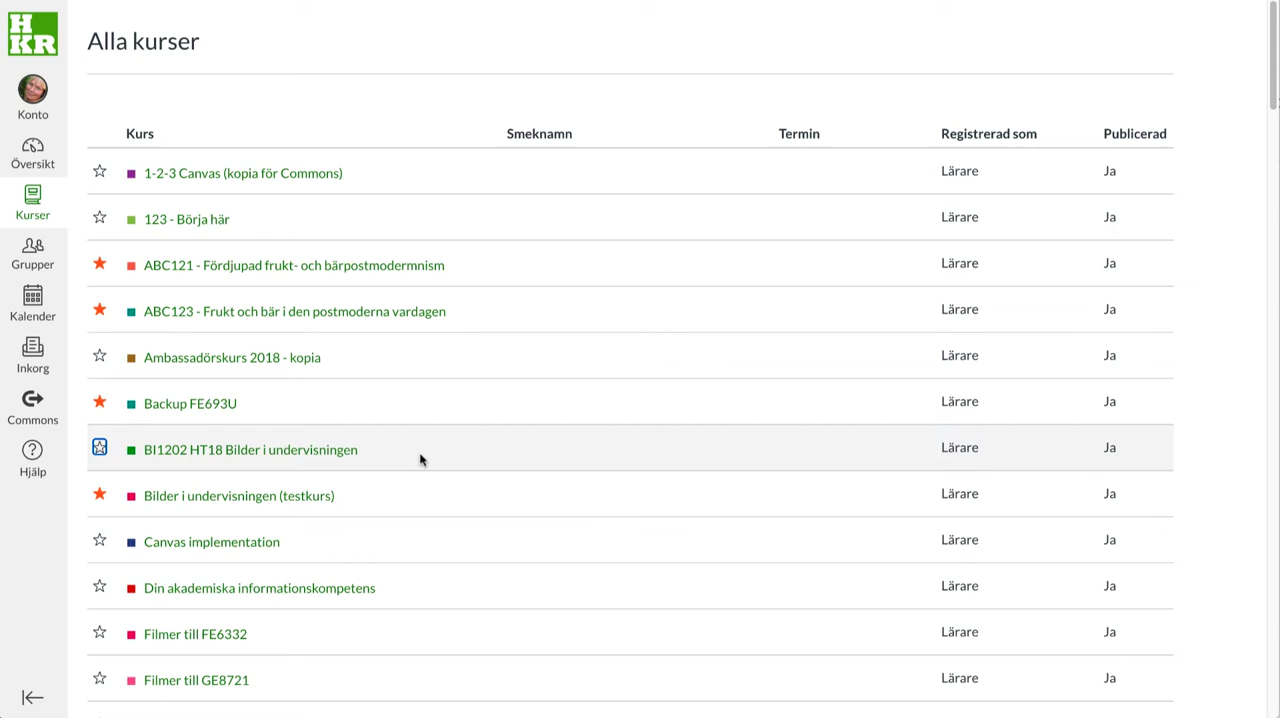 HKR
Konto
Översikt
Kurser
Grupper
Kalender
Inkorg
Commons
Hjälp
Alla kurser
Kurs Smeknamn Termin Registrerad som Publicerad
1-2-3 Canvas (kopia för Commons) Lärare Ja
123 - Börja här Lärare Ja
ABC121 - Fördjupad frukt- och bärpostmodermnism Lärare Ja
ABC123 - Frukt och bär i den postmoderna vardagen Lärare Ja
Ambassadörskurs 2018 - kopia Lärare Ja
Backup FE693U Lärare Ja
BI1202 HT18 Bilder i undervisningen Lärare Ja
Bilder i undervisningen (testkurs) Lärare Ja
Canvas implementation Lärare Ja
Din akademiska informationskompetens Lärare Ja
Filmer till FE6332 Lärare Ja
Filmer till GE8721 Lärare Ja